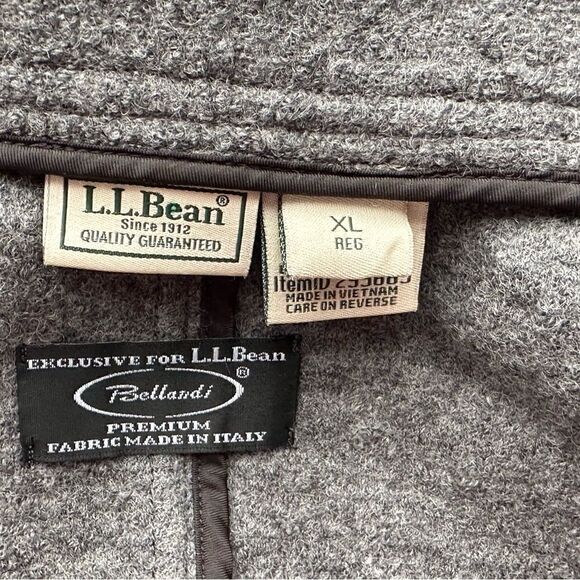 L.L.Bean®
Since 1912
QUALITY GUARANTEED
XL
REG
ItemID
MADE IN VIETNAM
CARE ON REVERSE
EXCLUSIVE FOR L.L.Bean
Bellandi®
PREMIUM
FABRIC MADE IN ITALY